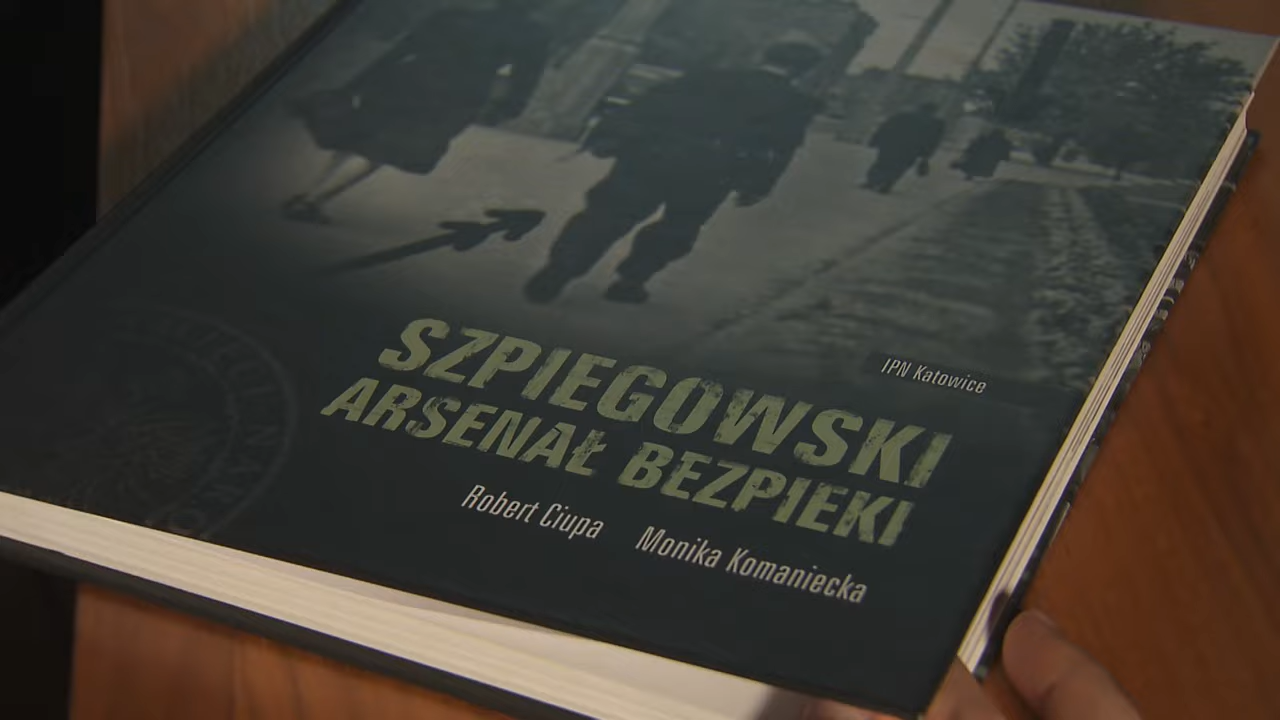 IPN Katowice
SZPIEGOWSKI
ARSENAŁ BEZPIEKI
Robert Ciupa Monika Komaniecka